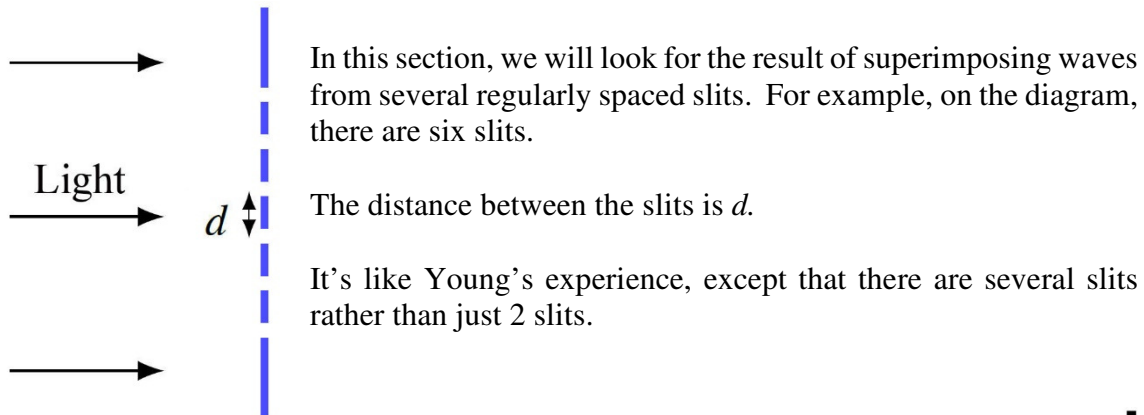 In this section, we will look for the result of superimposing waves
from several regularly spaced slits. For example, on the diagram,
there are six slits.
Light
The distance between the slits is d.
d
It's like Young's experience, except that there are several slits
rather than just 2 slits.